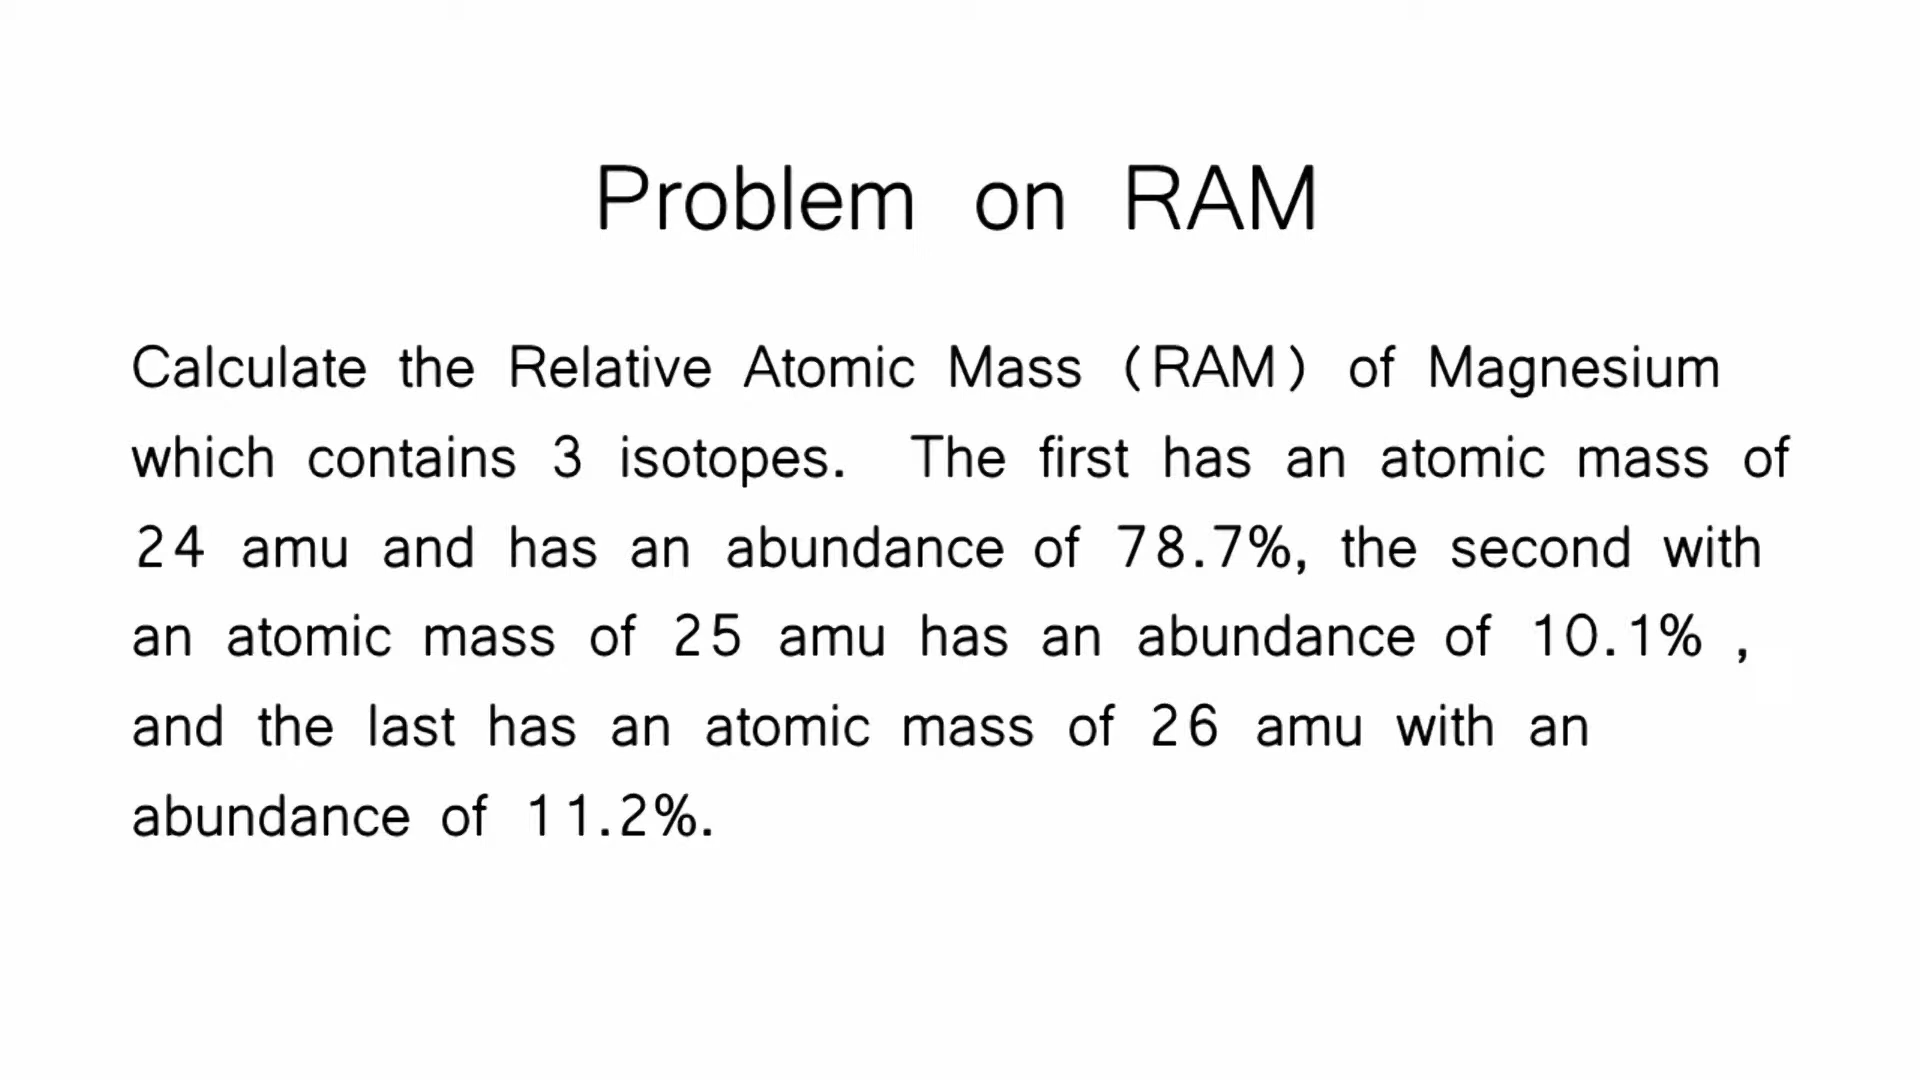 Problem on RAM
Calculate the Relative Atomic Mass (RAM) of Magnesium
which contains 3 isotopes. The first has an atomic mass of
24 amu and has an abundance of 78.7%, the second with
an atomic mass of 25 amu has an abundance of 10.1% ,
and the last has an atomic mass of 26 amu with an
abundance of 11.2%.